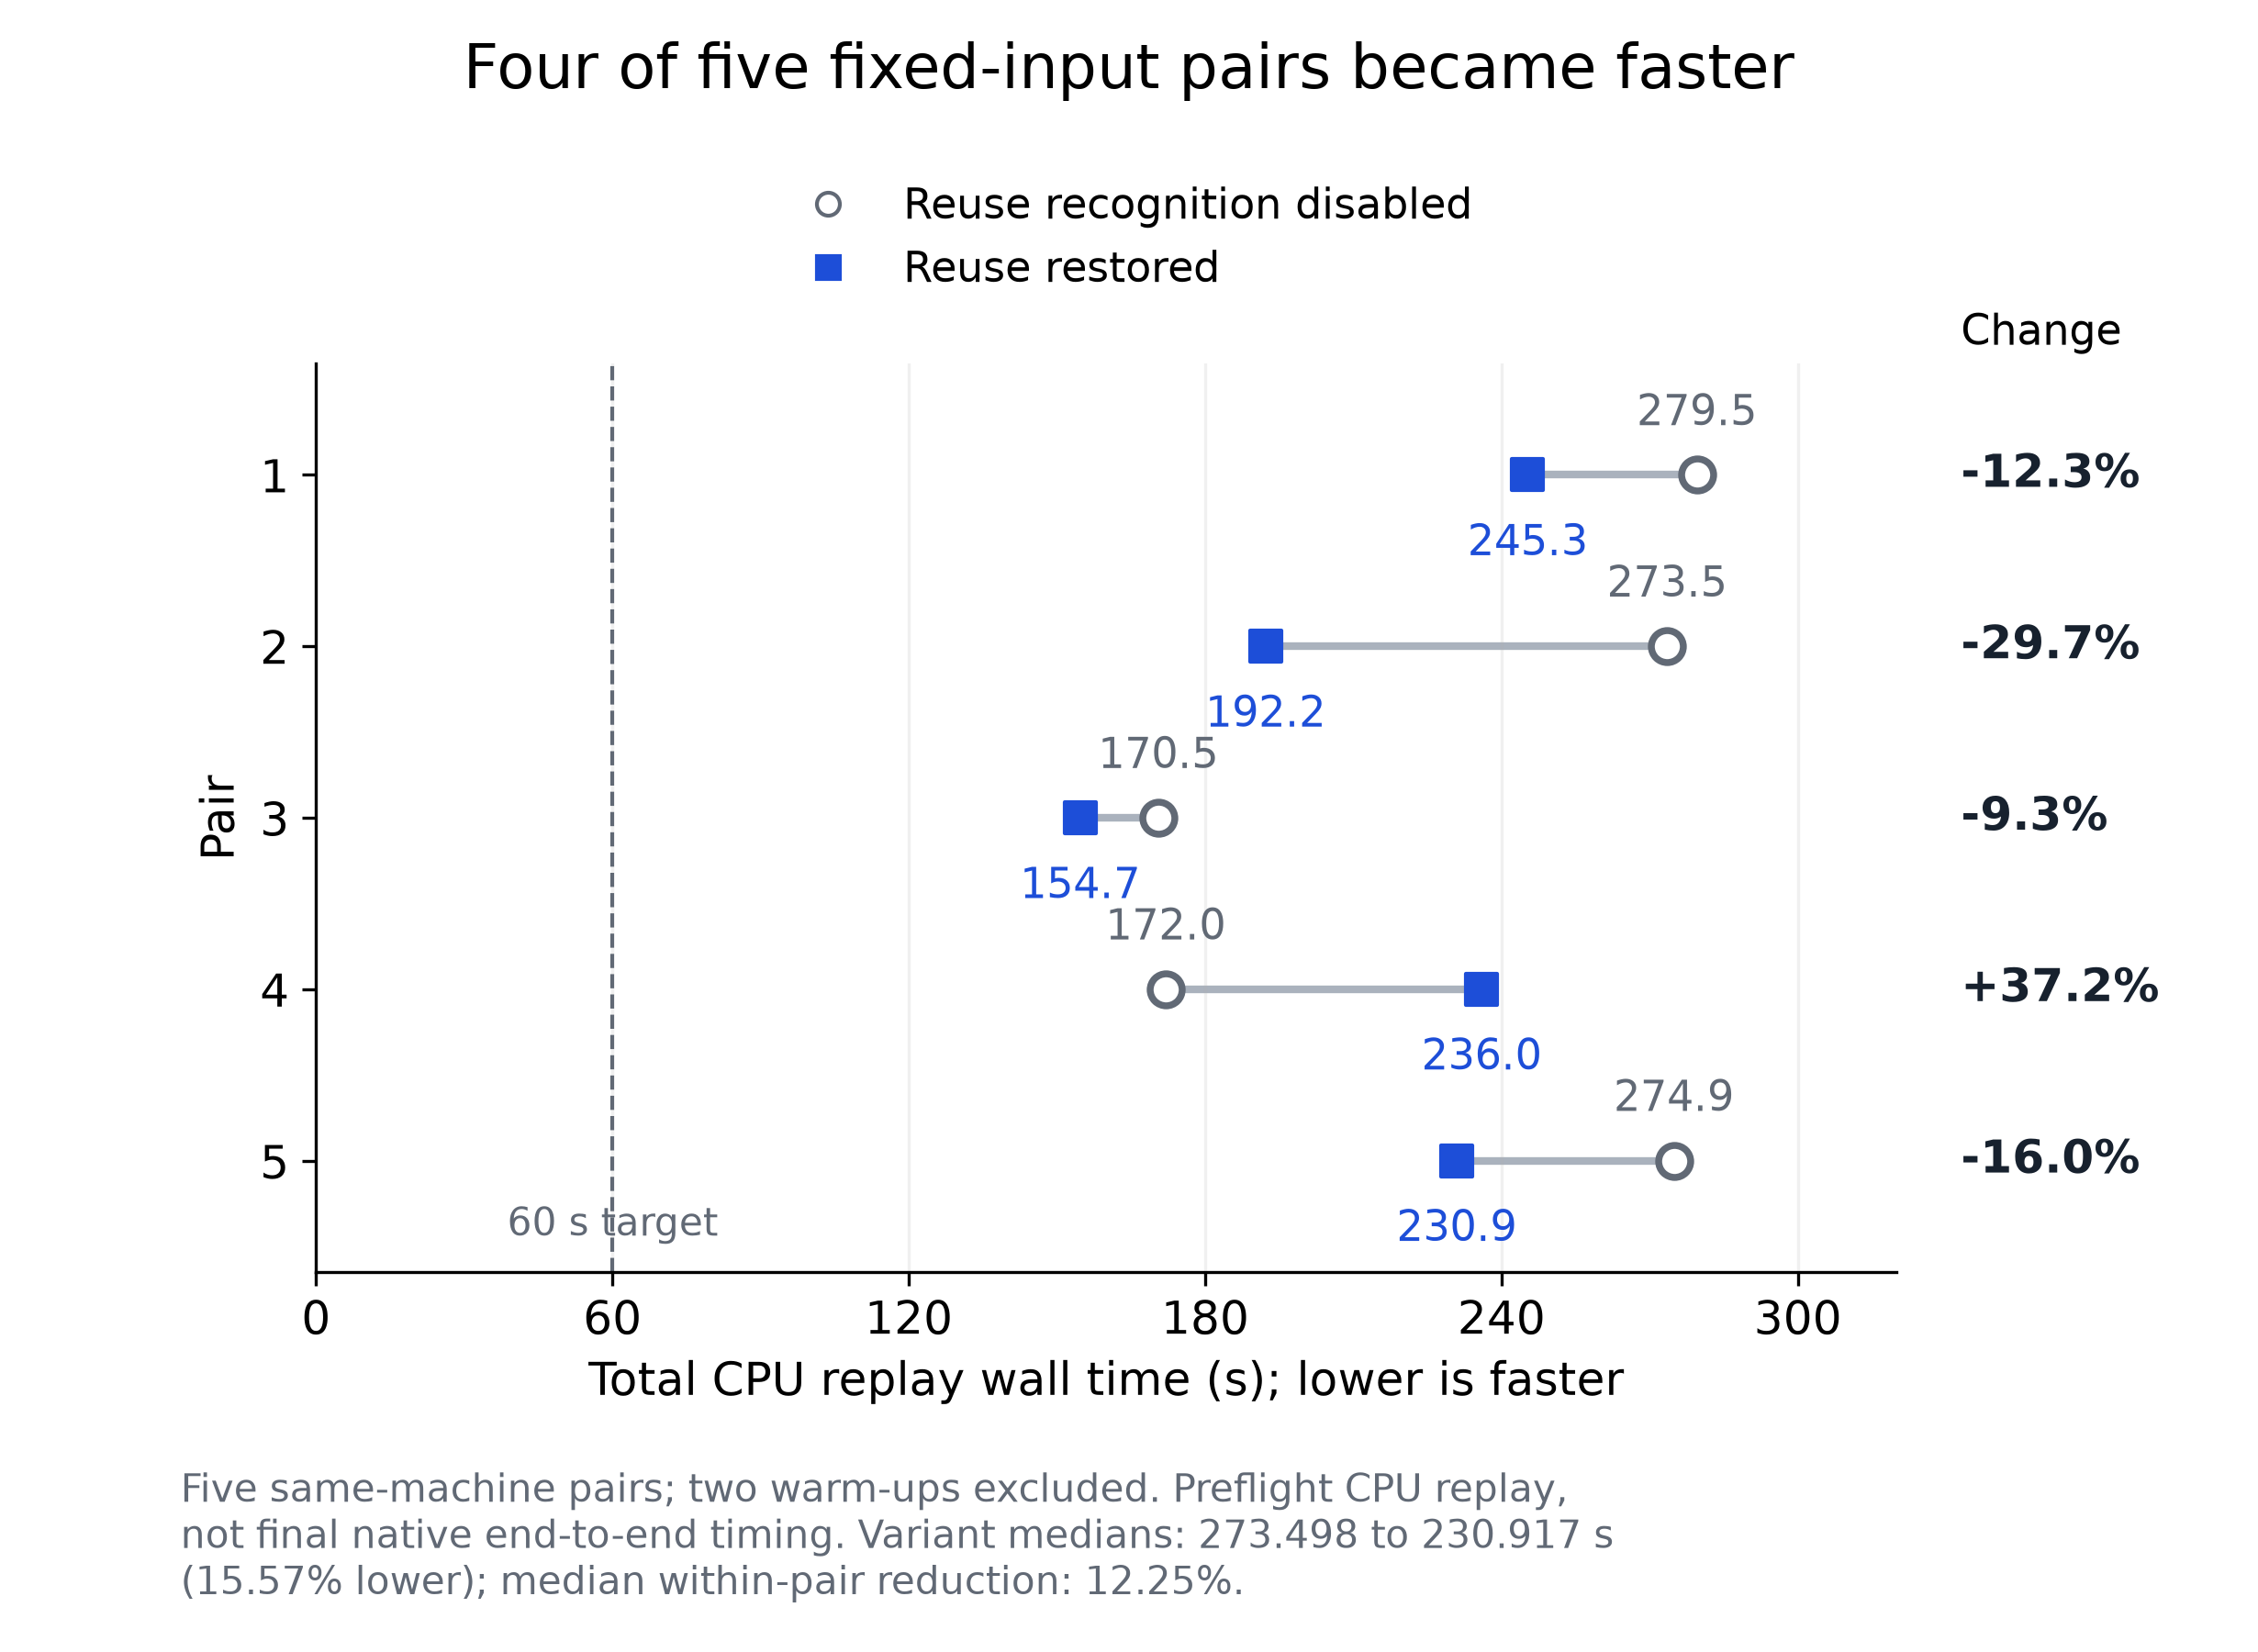 Four of five fixed-input pairs became faster
Reuse recognition disabled
Reuse restored
Change
279.5
1
-12.3%
245.3
273.5
2
-29.7%
192.2
170.5
Pair
3
-9.3%
154.7
172.0
4
+37.2%
236.0
274.9
5
-16.0%
60 s target
230.9
0 60 120 180 240 300
Total CPU replay wall time (s); lower is faster
Five same-machine pairs; two warm-ups excluded. Preflight CPU replay,
not final native end-to-end timing. Variant medians: 273.498 to 230.917 s
(15.57% lower); median within-pair reduction: 12.25%.